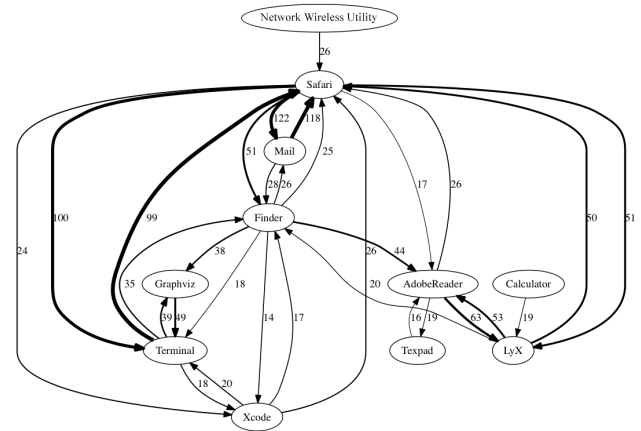 Network Wireless Utility
26
Safari
122
118
Mail
51
25
28
26
17
26
Finder
100
99
50
51
24
38
44
26
35
Graphviz
18
20
AdobeReader
Calculator
39
49
14
17
16
19
63
53
19
Terminal
Texpad
LyX
18
20
Xcode